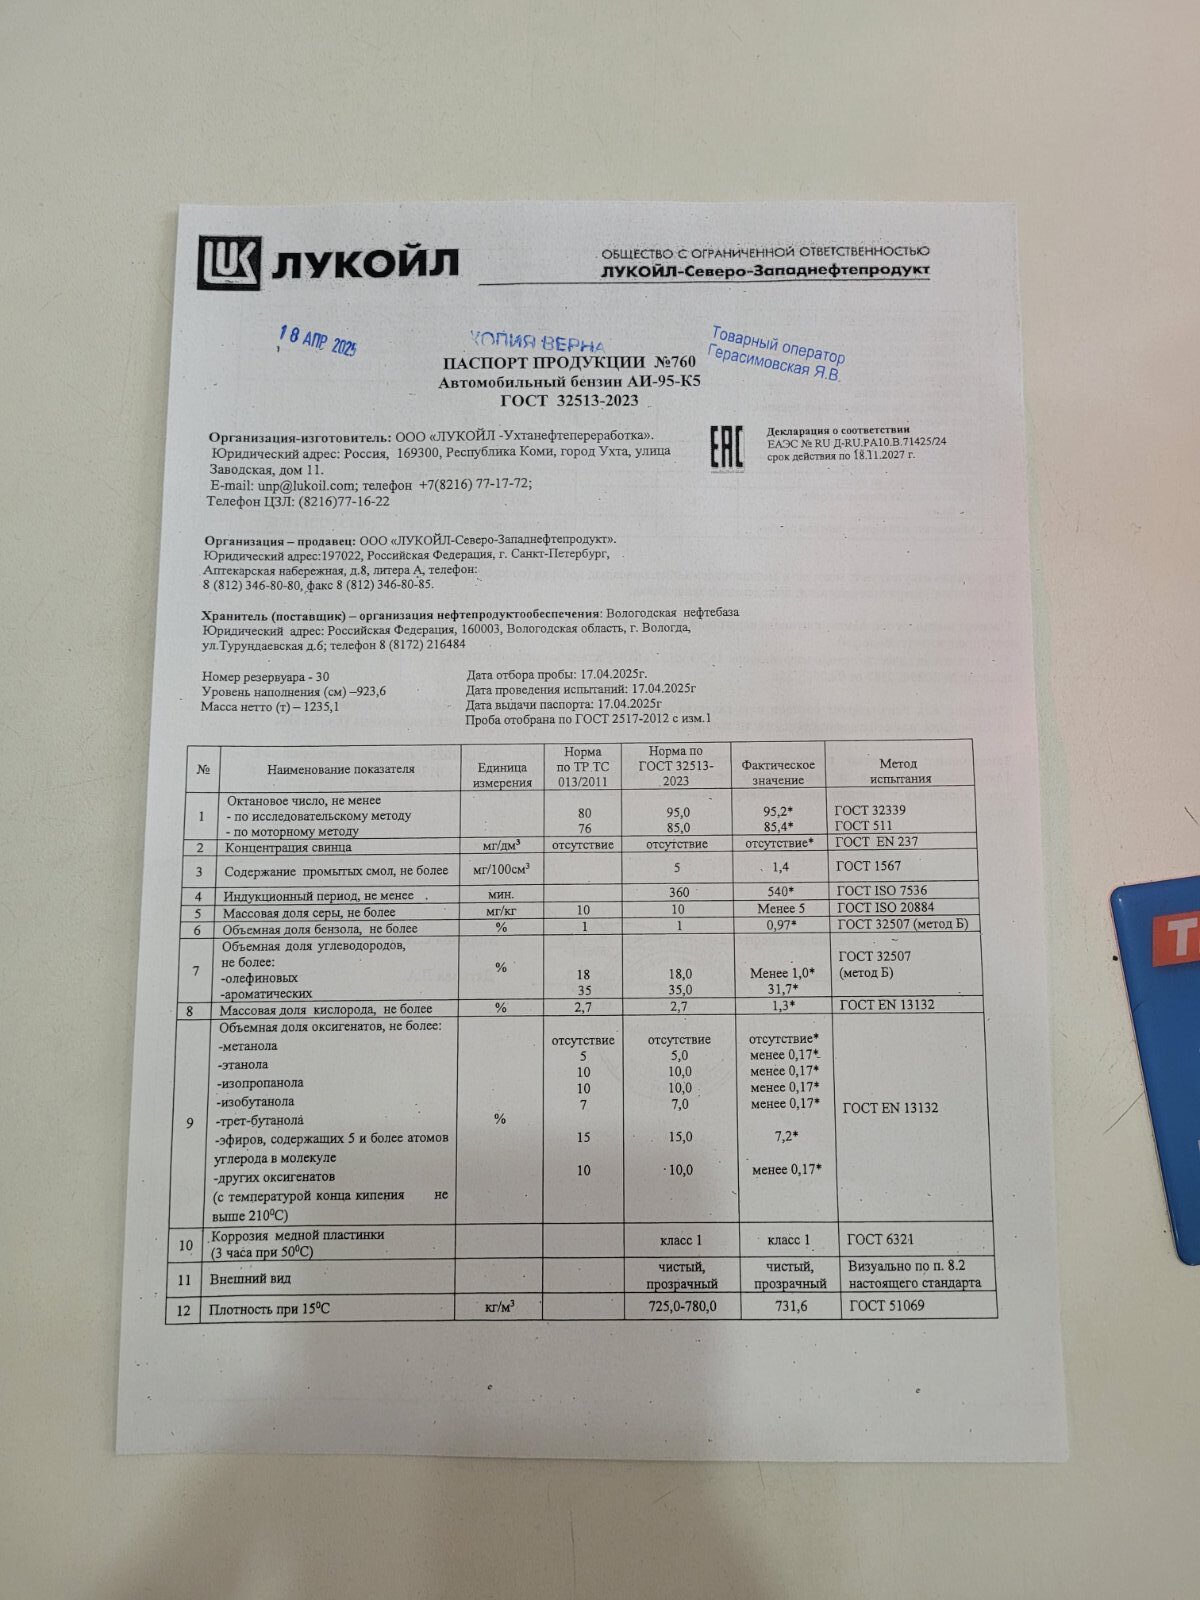 LUK ЛУКОЙЛ
ОБЩЕСТВО С ОГРАНИЧЕННОЙ ОТВЕТСТВЕННОСТЬЮ
ЛУКОЙЛ-Северо-Западнефтепродукт
18 АПР 2025
КОПИЯ ВЕРНА
Товарный оператор
Герасимовская Я.В.
ПАСПОРТ ПРОДУКЦИИ №760
Автомобильный бензин АИ-95-К5
ГОСТ 32513-2023
Организация-изготовитель: ООО «ЛУКОЙЛ -Ухтанефтепереработка».
Юридический адрес: Россия, 169300, Республика Коми, город Ухта, улица
Заводская, дом 11.
E-mail: unp@lukoil.com; телефон +7(8216) 77-17-72;
Телефон ЦЗЛ: (8216)77-16-22
EAC
Декларация о соответствии
ЕАЭС № RU Д-RU.РА10.В.71425/24
срок действия по 18.11.2027 г.
Организация – продавец: ООО «ЛУКОЙЛ-Северо-Западнефтепродукт».
Юридический адрес:197022, Российская Федерация, г. Санкт-Петербург,
Аптекарская набережная, д.8, литера А, телефон:
8 (812) 346-80-80, факс 8 (812) 346-80-85.
Хранитель (поставщик) – организация нефтепродуктообеспечения: Вологодская нефтебаза
Юридический адрес: Российская Федерация, 160003, Вологодская область, г. Вологда,
ул.Турундаевская д.6; телефон 8 (8172) 216484
Номер резервуара - 30
Уровень наполнения (см) –923,6
Масса нетто (т) – 1235,1
Дата отбора пробы: 17.04.2025г.
Дата проведения испытаний: 17.04.2025г
Дата выдачи паспорта: 17.04.2025г
Проба отобрана по ГОСТ 2517-2012 с изм.1
№ Наименование показателя Единица измерения Норма по ТР ТС 013/2011 Норма по ГОСТ 32513-2023 Фактическое значение Метод испытания
1 Октановое число, не менее
- по исследовательскому методу 80 95,0 95,2* ГОСТ 32339
- по моторному методу 76 85,0 85,4* ГОСТ 511
2 Концентрация свинца мг/дм³ отсутствие отсутствие отсутствие* ГОСТ EN 237
3 Содержание промытых смол, не более мг/100см³ 5 1,4 ГОСТ 1567
4 Индукционный период, не менее мин. 360 540* ГОСТ ISO 7536
5 Массовая доля серы, не более мг/кг 10 10 Менее 5 ГОСТ ISO 20884
6 Объемная доля бензола, не более % 1 1 0,97* ГОСТ 32507 (метод Б)
7 Объемная доля углеводородов,
не более: % ГОСТ 32507
-олефиновых 18 18,0 Менее 1,0* (метод Б)
-ароматических 35 35,0 31,7*
8 Массовая доля кислорода, не более % 2,7 2,7 1,3* ГОСТ EN 13132
9 Объемная доля оксигенатов, не более: % ГОСТ EN 13132
-метанола отсутствие отсутствие отсутствие*
-этанола 5 5,0 менее 0,17*
-изопропанола 10 10,0 менее 0,17*
-изобутанола 10 10,0 менее 0,17*
-трет-бутанола 7 7,0 менее 0,17*
-эфиров, содержащих 5 и более атомов 15 15,0 7,2*
углерода в молекуле
-других оксигенатов 10 10,0 менее 0,17*
(с температурой конца кипения не
выше 210⁰С)
10 Коррозия медной пластинки
(3 часа при 50⁰С) класс 1 класс 1 ГОСТ 6321
11 Внешний вид чистый, прозрачный чистый, прозрачный Визуально по п. 8.2 настоящего стандарта
12 Плотность при 15⁰С кг/м³ 725,0-780,0 731,6 ГОСТ 51069